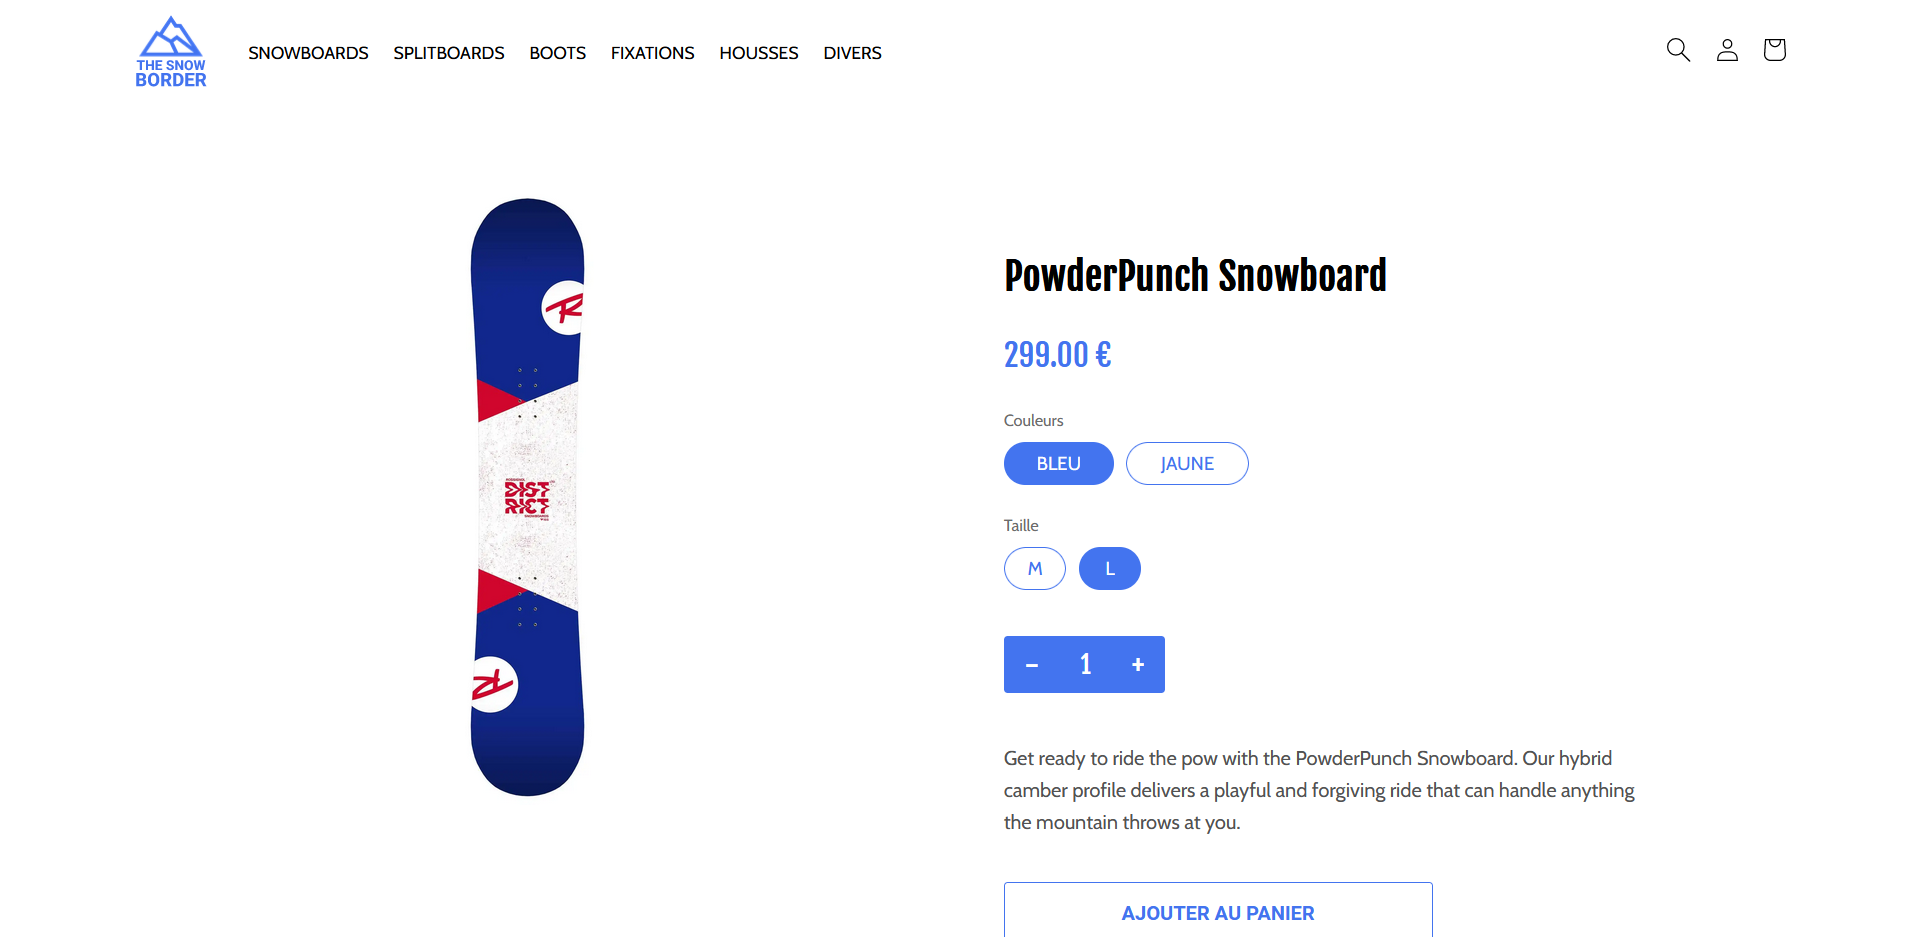 THE SNOW
BORDER
SNOWBOARDS SPLITBOARDS BOOTS FIXATIONS HOUSSES DIVERS
DIST
RICT
PowderPunch Snowboard
299.00 €
Couleurs
BLEU JAUNE
Taille
M L
– 1 +
Get ready to ride the pow with the PowderPunch Snowboard. Our hybrid
camber profile delivers a playful and forgiving ride that can handle anything
the mountain throws at you.
AJOUTER AU PANIER